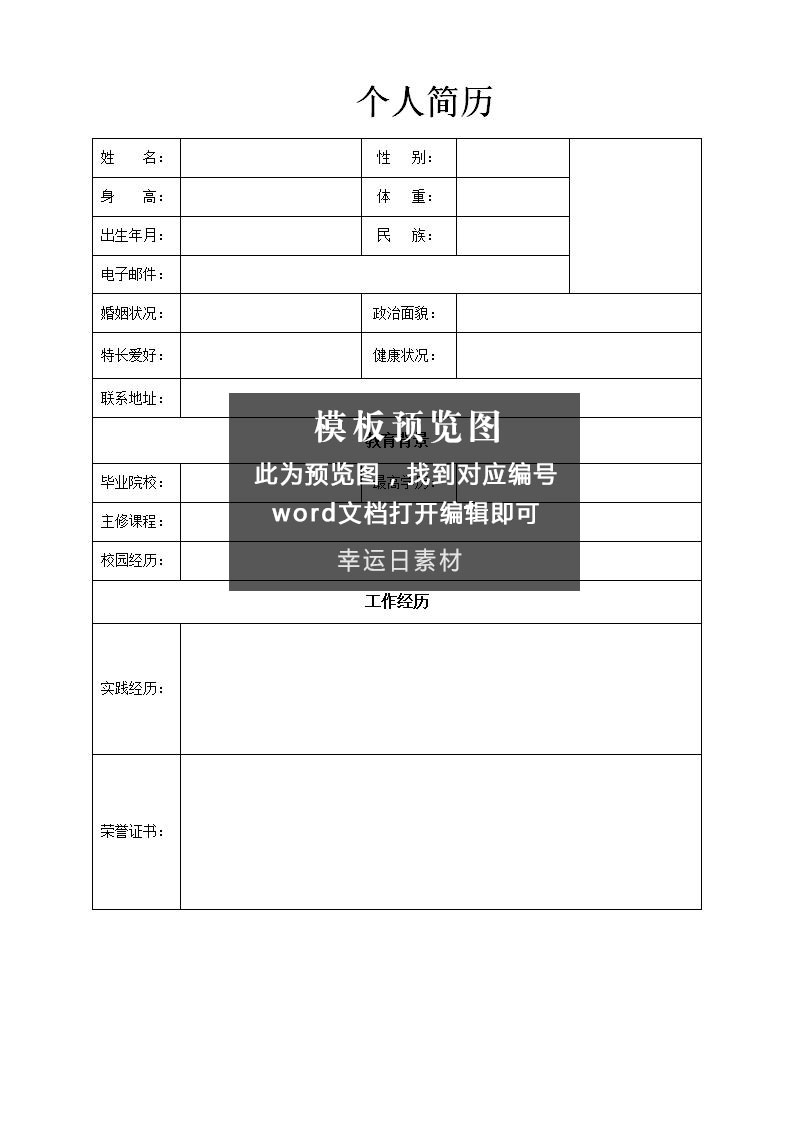 个人简历
姓 名： 性 别：
身 高： 体 重：
出生年月： 民 族：
电子邮件：
婚姻状况： 政治面貌：
特长爱好： 健康状况：
联系地址：
模板预览图
教育背景
此为预览图，找到对应编号
毕业院校： 最高学历：
word文档打开编辑即可
主修课程：
校园经历：
幸运日素材
工作经历
实践经历：
荣誉证书：